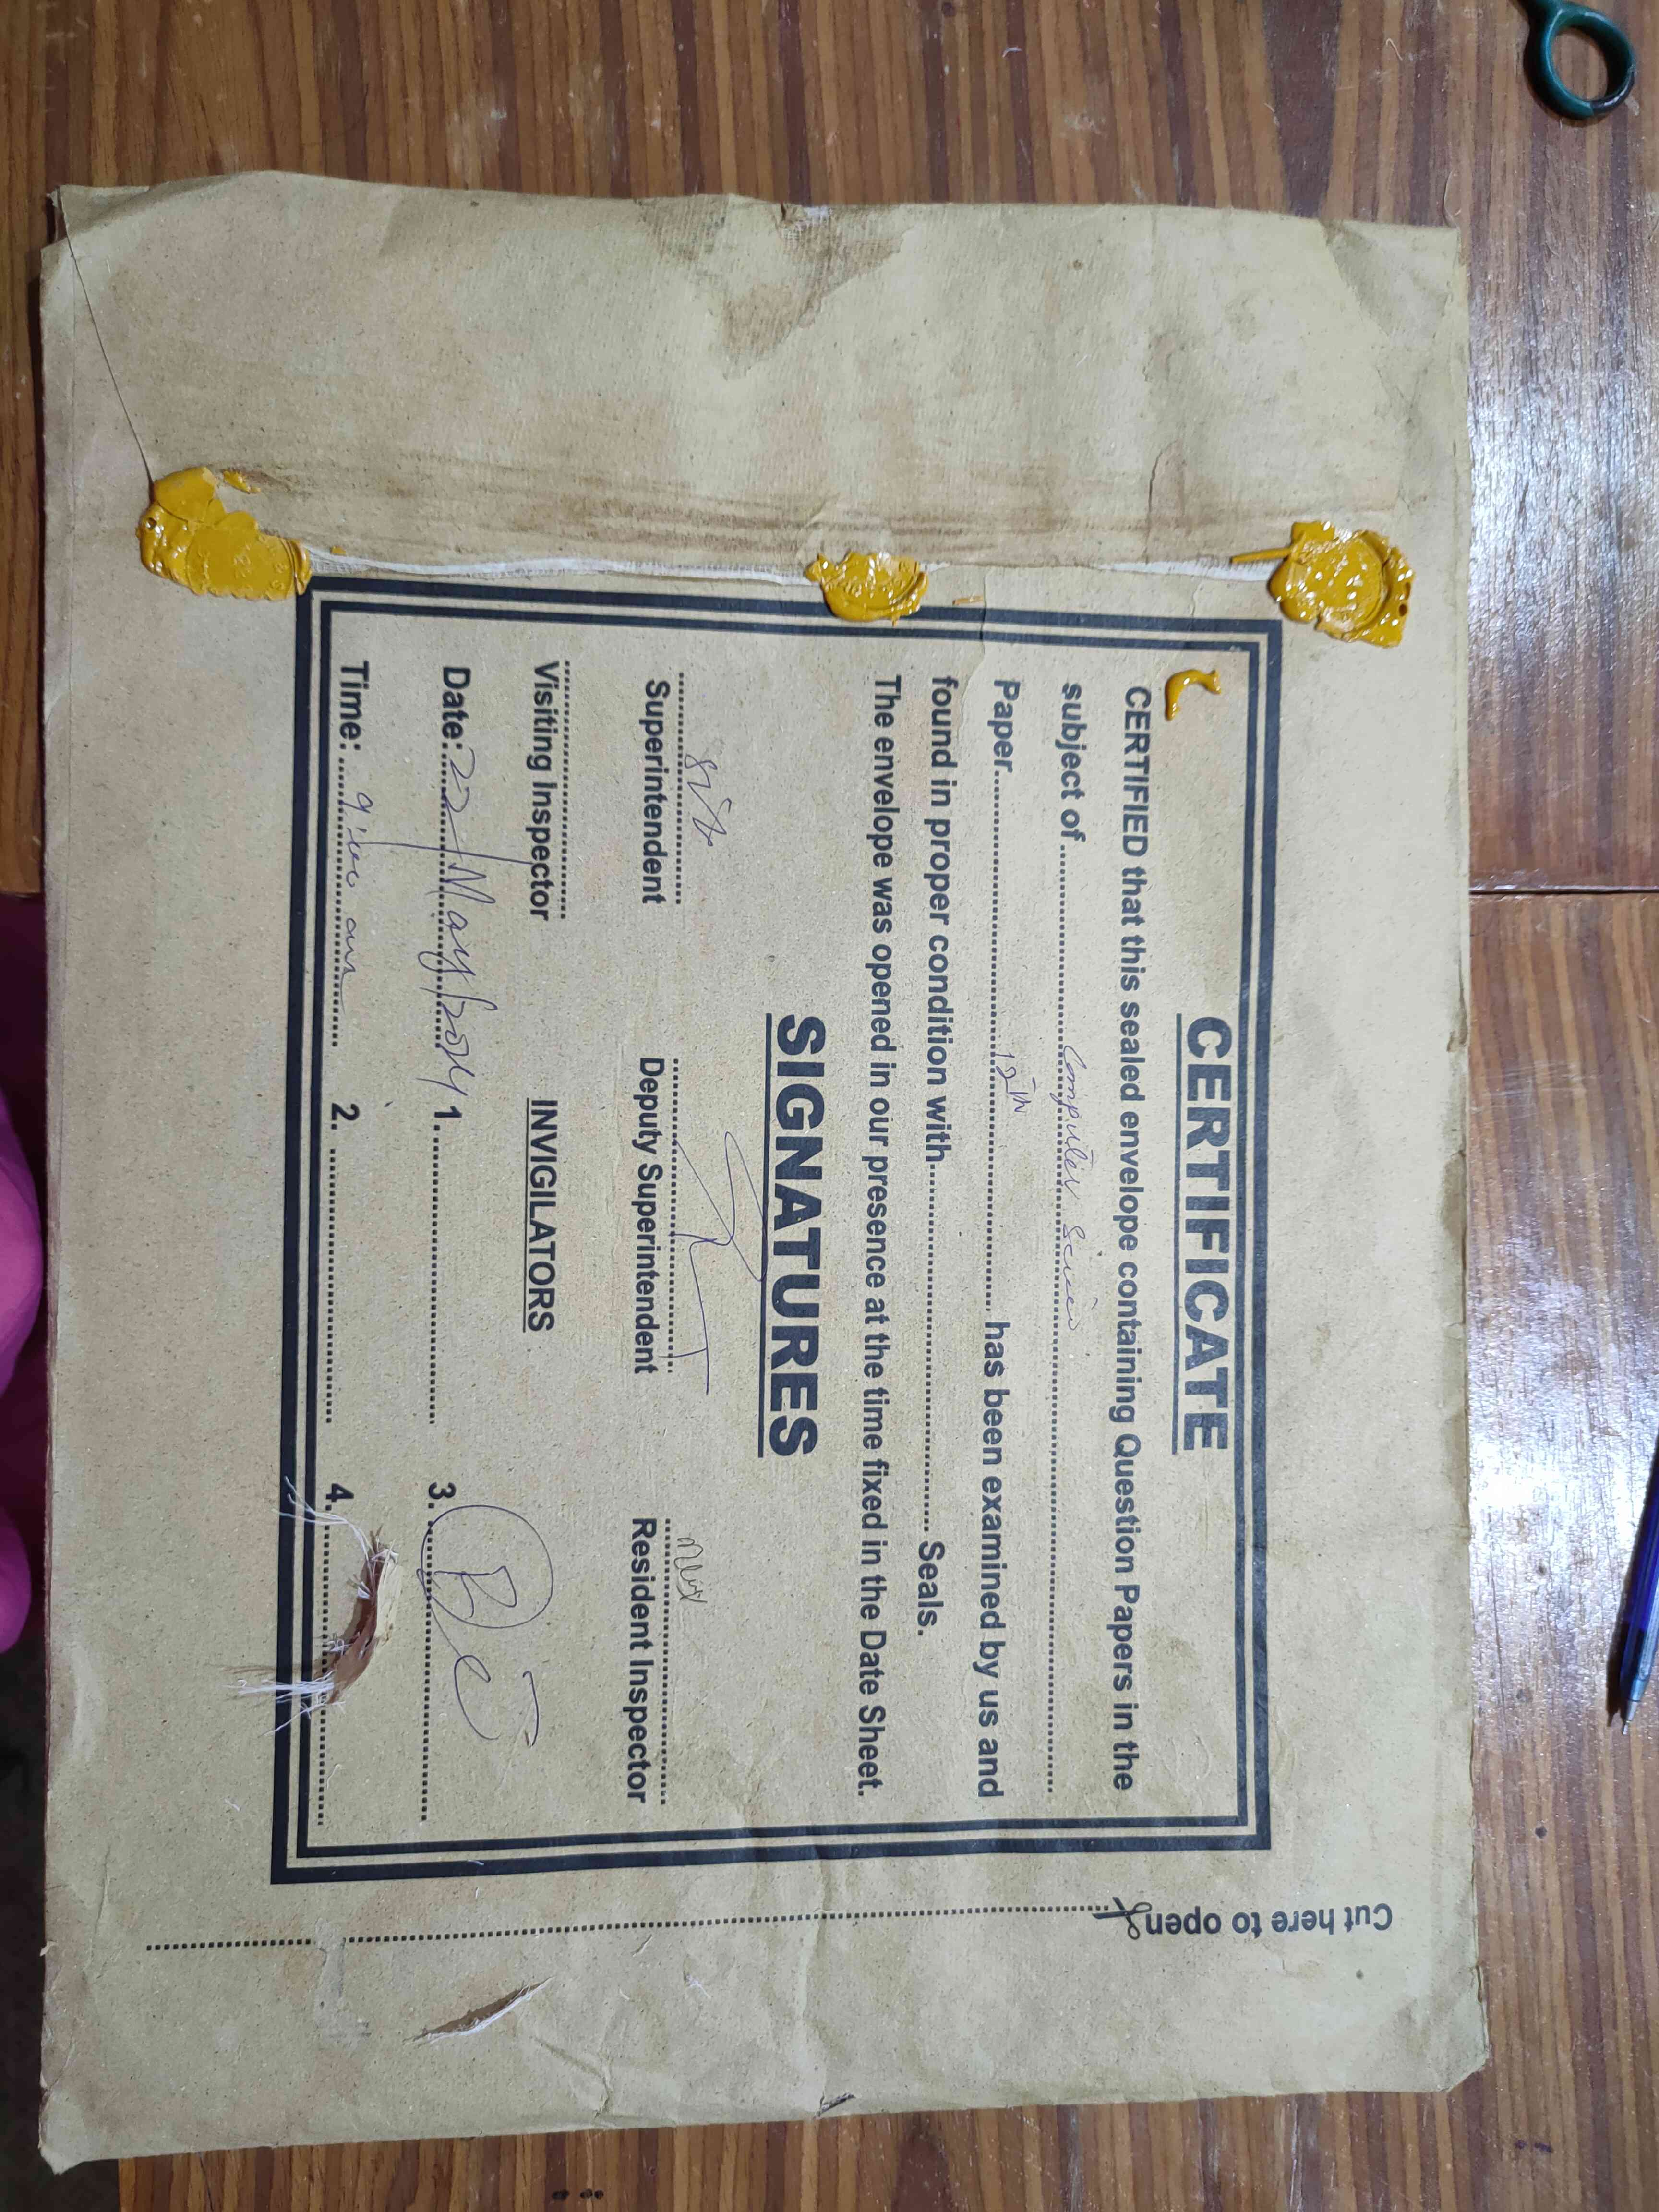 CERTIFICATE
CERTIFIED that this sealed envelope containing Question Papers in the
subject of ........ Computer Science ........
Paper........ 12Th ........ has been examined by us and
found in proper condition with........ Seals.
The envelope was opened in our presence at the time fixed in the Date Sheet.
SIGNATURES
Superintendent Deputy Superintendent Resident Inspector
Visiting Inspector INVIGILATORS
Date: 22/May/2024 1. ........ 3. ........
Time: 9:00 am 2. ........ 4. ........
Cut here to open